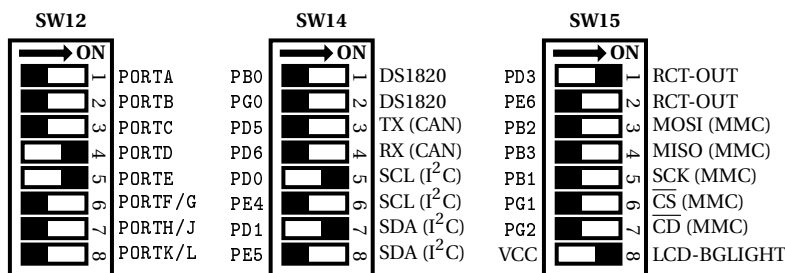 SW12 SW14 SW15
ON ON ON
1 PORTA PB0 1 DS1820 PD3 1 RCT-OUT
2 PORTB PG0 2 DS1820 PE6 2 RCT-OUT
3 PORTC PD5 3 TX (CAN) PB2 3 MOSI (MMC)
4 PORTD PD6 4 RX (CAN) PB3 4 MISO (MMC)
5 PORTE PD0 5 SCL (I²C) PB1 5 SCK (MMC)
6 PORTF/G PE4 6 SCL (I²C) PG1 6 C̅S̅ (MMC)
7 PORTH/J PD1 7 SDA (I²C) PG2 7 C̅D̅ (MMC)
8 PORTK/L PE5 8 SDA (I²C) VCC 8 LCD-BGLIGHT